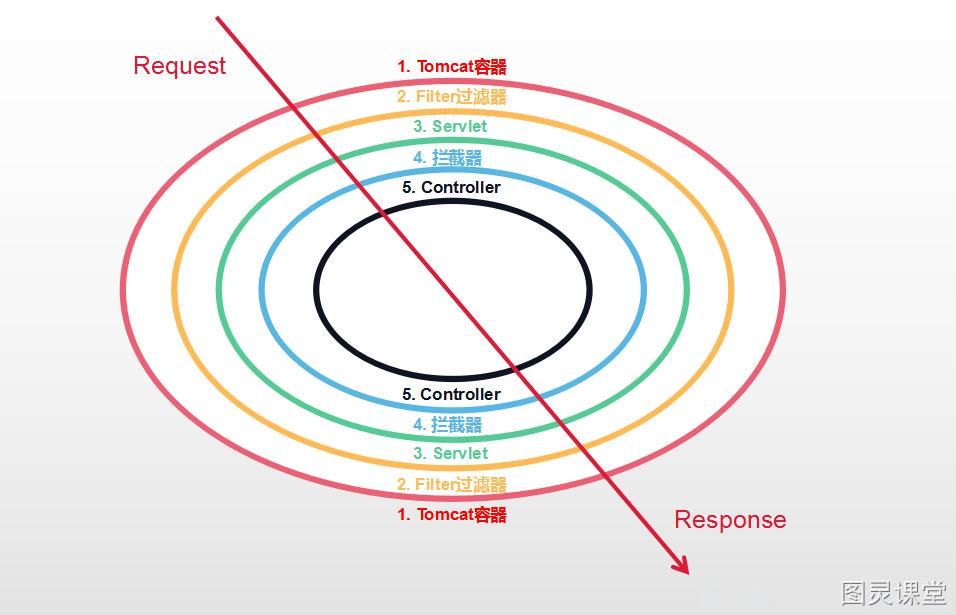 Request
1. Tomcat容器
2. Filter过滤器
3. Servlet
4. 拦截器
5. Controller
5. Controller
4. 拦截器
3. Servlet
2. Filter过滤器
1. Tomcat容器
Response
图灵课堂